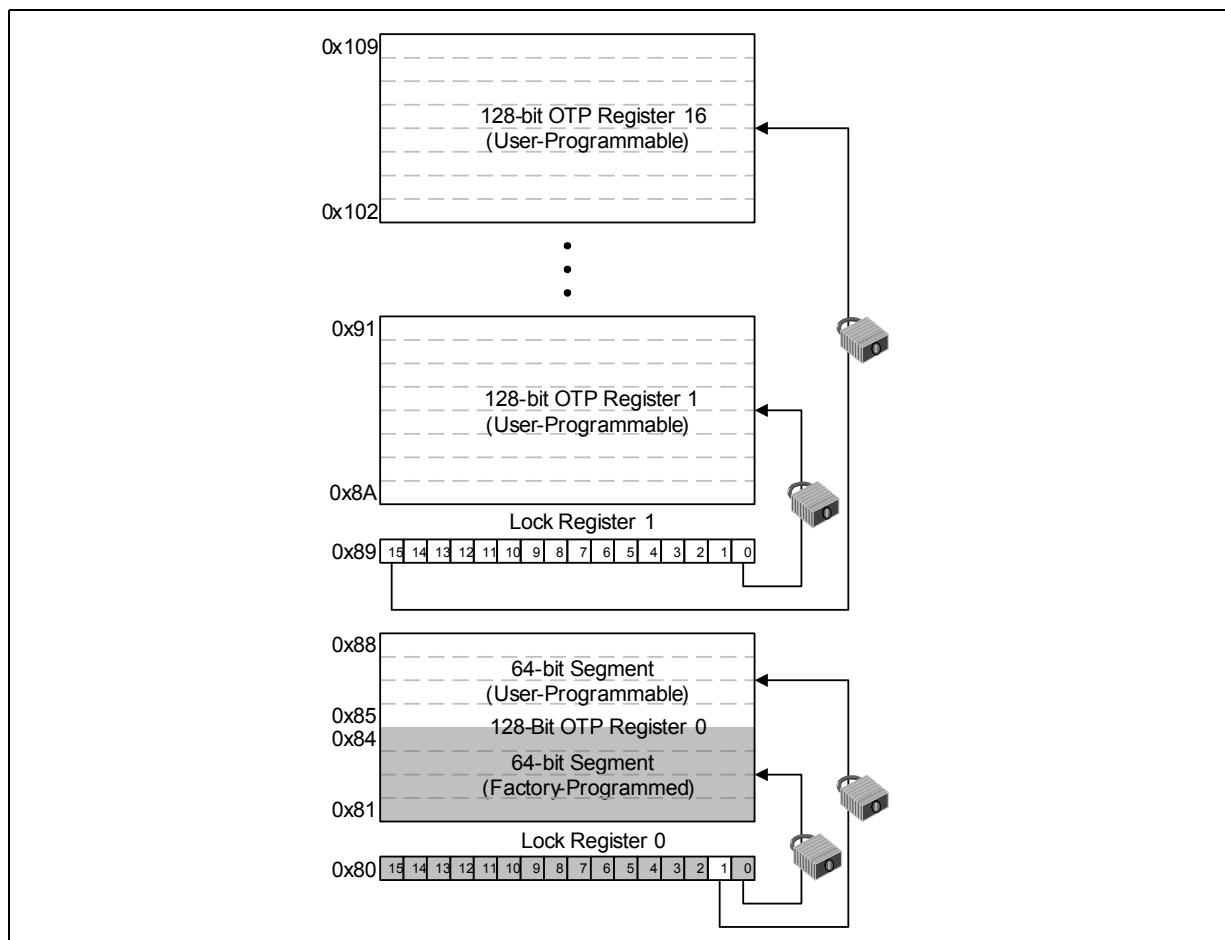 0x109
128-bit OTP Register 16
(User-Programmable)
0x102
0x91
128-bit OTP Register 1
(User-Programmable)
0x8A
Lock Register 1
0x89 15 14 13 12 11 10 9 8 7 6 5 4 3 2 1 0
0x88
64-bit Segment
(User-Programmable)
0x85
128-Bit OTP Register 0
0x84
64-bit Segment
(Factory-Programmed)
0x81
Lock Register 0
0x80 15 14 13 12 11 10 9 8 7 6 5 4 3 2 1 0